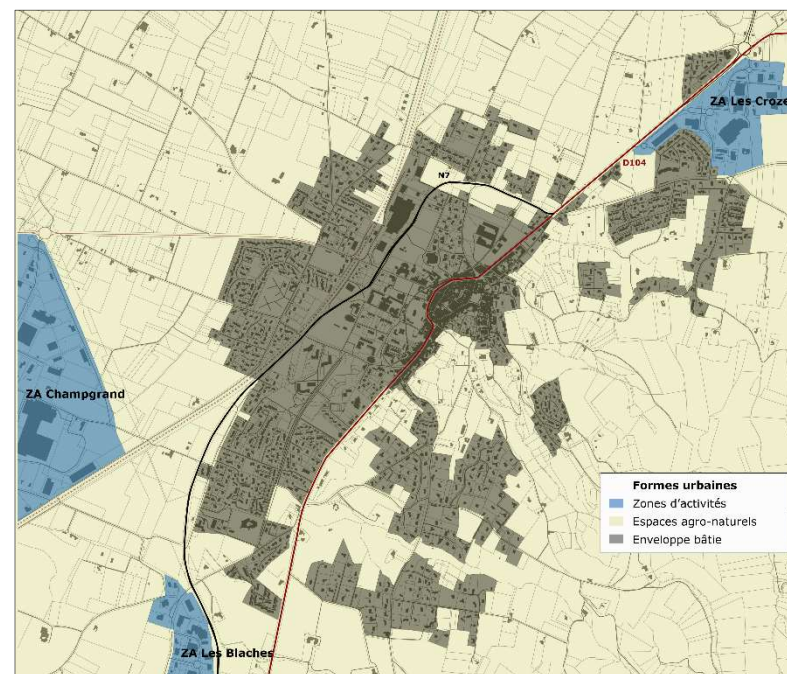 ZA Les Croze
D104
N7
ZA Champgrand
Formes urbaines
Zones d'activités
Espaces agro-naturels
Enveloppe bâtie
ZA Les Blaches